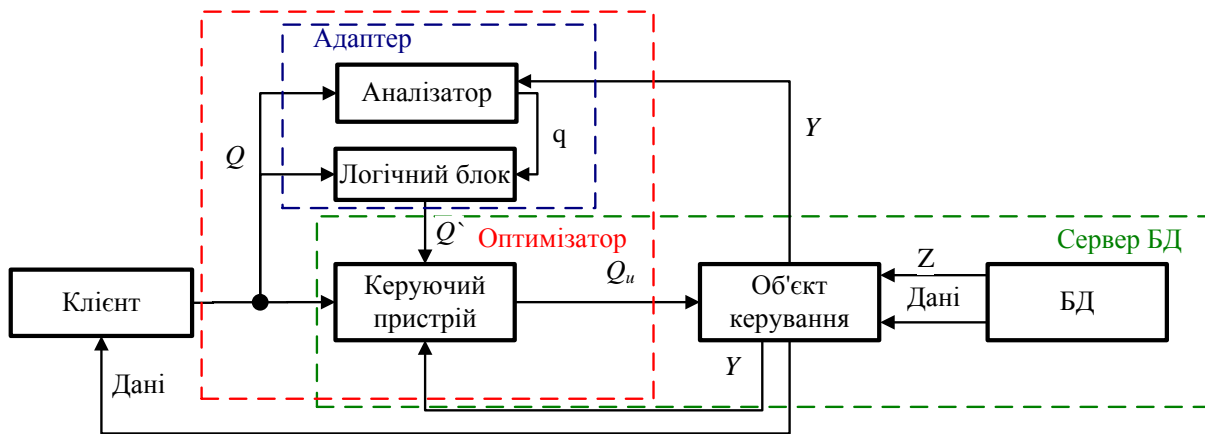 Адаптер
Аналізатор
Y
q
Q
Логічний блок
Q`
Оптимізатор
Сервер БД
Клієнт
Керуючий
пристрій
Qu
Об'єкт
керування
Z
Дані
БД
Дані
Y